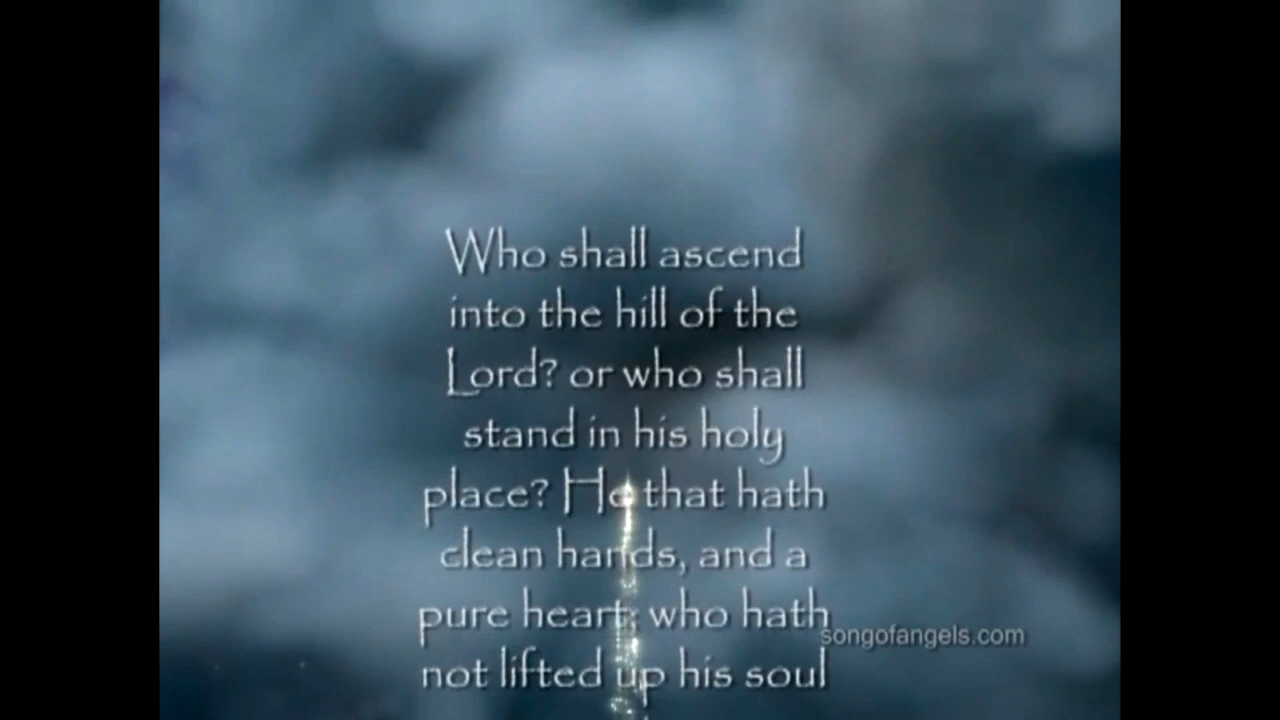 Who shall ascend
into the hill of the
Lord? or who shall
stand in his holy
place? He that hath
clean hands, and a
pure heart; who hath
songofangels.com
not lifted up his soul